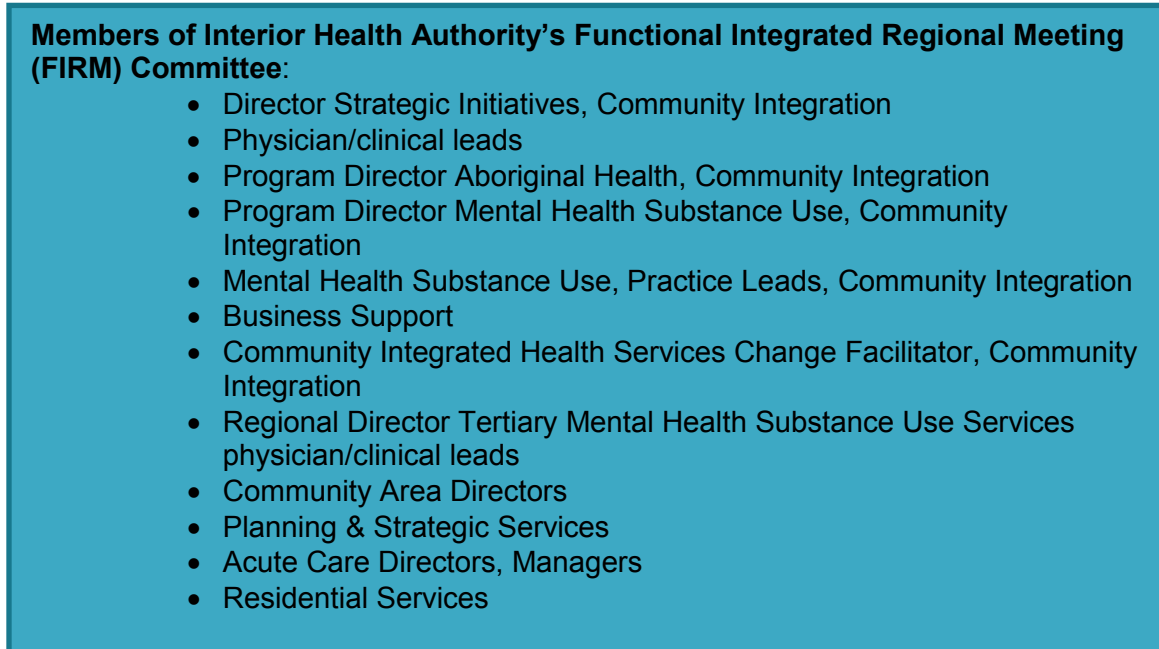 Members of Interior Health Authority's Functional Integrated Regional Meeting
(FIRM) Committee:
• Director Strategic Initiatives, Community Integration
• Physician/clinical leads
• Program Director Aboriginal Health, Community Integration
• Program Director Mental Health Substance Use, Community
Integration
• Mental Health Substance Use, Practice Leads, Community Integration
• Business Support
• Community Integrated Health Services Change Facilitator, Community
Integration
• Regional Director Tertiary Mental Health Substance Use Services
physician/clinical leads
• Community Area Directors
• Planning & Strategic Services
• Acute Care Directors, Managers
• Residential Services